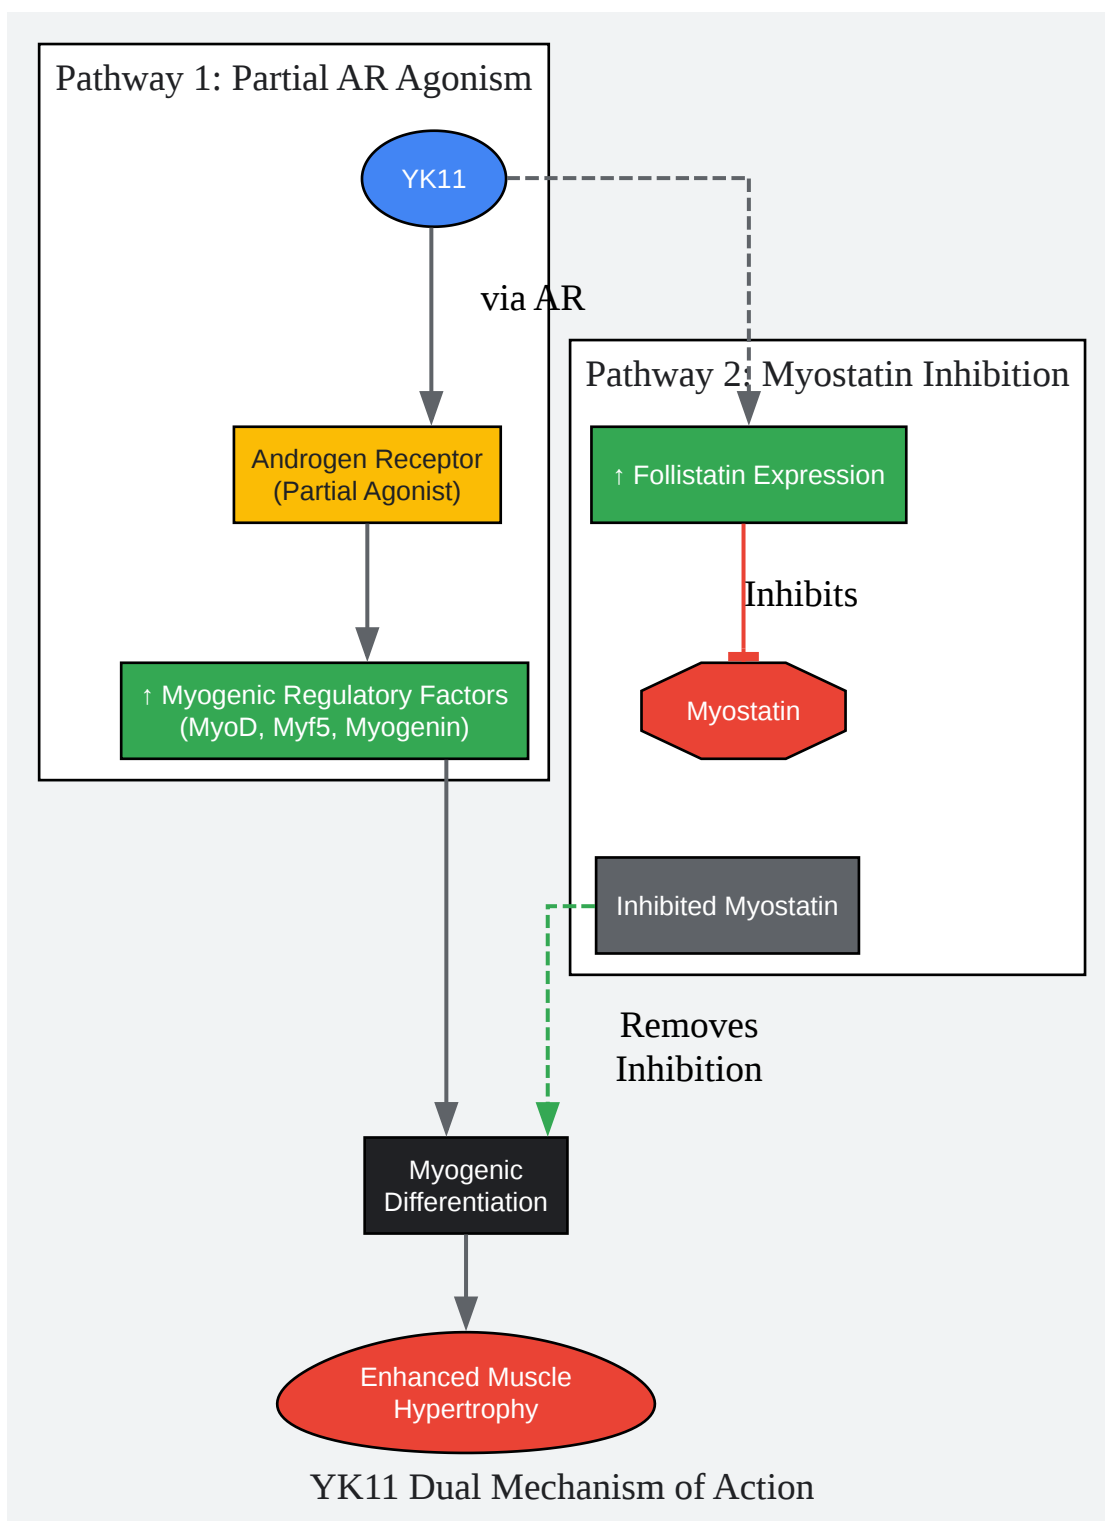 Pathway 1: Partial AR Agonism
YK11
via AR
Pathway 2: Myostatin Inhibition
Androgen Receptor
(Partial Agonist)
↑ Follistatin Expression
Inhibits
↑ Myogenic Regulatory Factors
(MyoD, Myf5, Myogenin)
Myostatin
Inhibited Myostatin
Removes
Inhibition
Myogenic
Differentiation
Enhanced Muscle
Hypertrophy
YK11 Dual Mechanism of Action